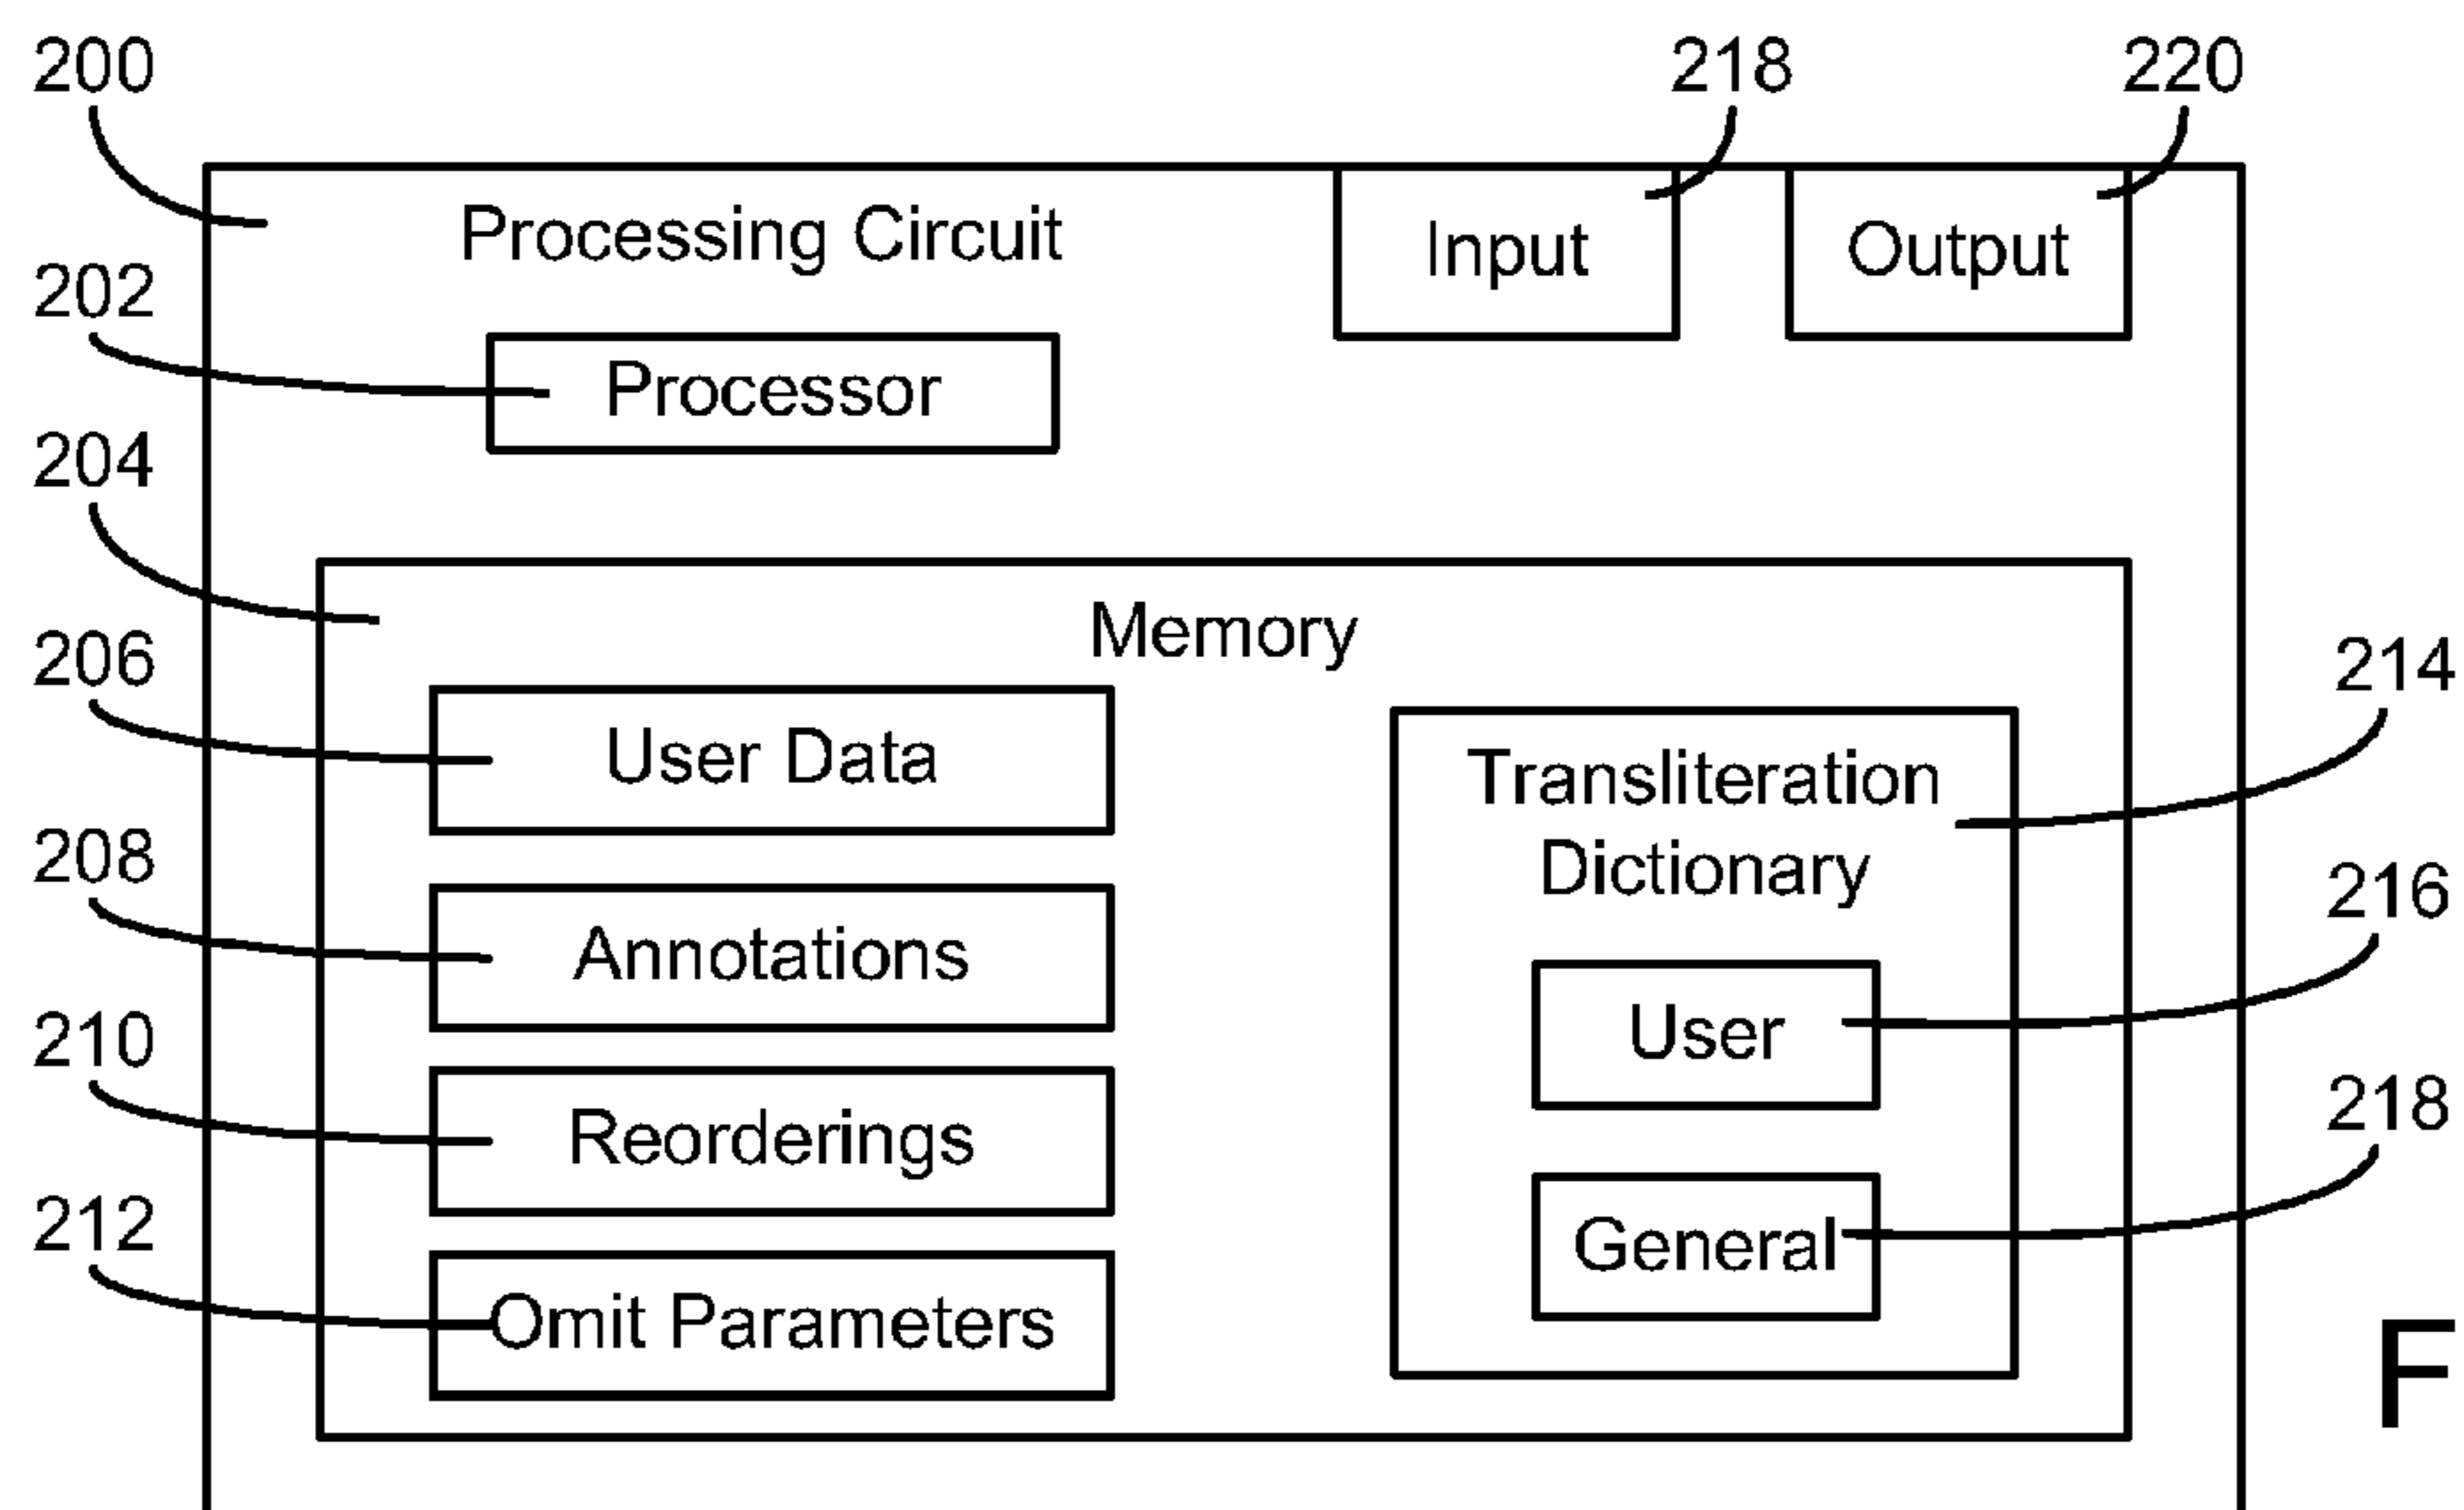 200
218
220
Processing Circuit
Input
Output
202
Processor
204
Memory
206
User Data
214
Transliteration
Dictionary
208
Annotations
216
User
210
Reorderings
218
General
212
Omit Parameters
F